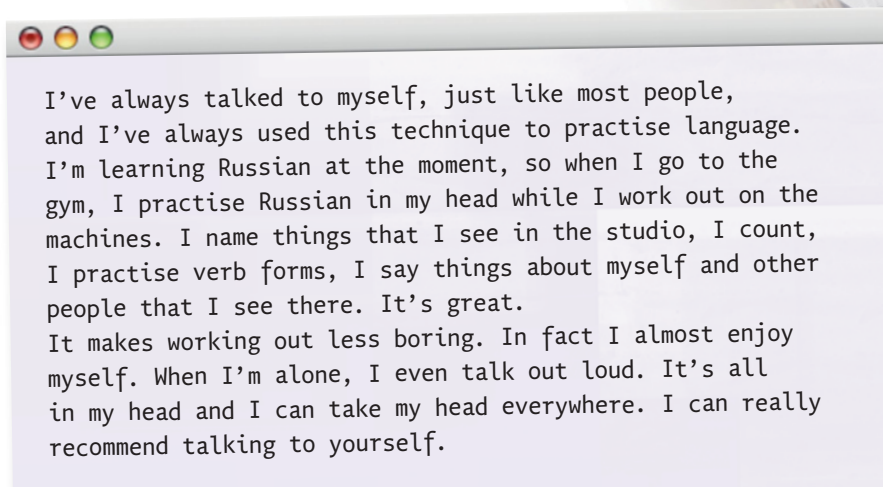 I've always talked to myself, just like most people,
and I've always used this technique to practise language.
I'm learning Russian at the moment, so when I go to the
gym, I practise Russian in my head while I work out on the
machines. I name things that I see in the studio, I count,
I practise verb forms, I say things about myself and other
people that I see there. It's great.
It makes working out less boring. In fact I almost enjoy
myself. When I'm alone, I even talk out loud. It's all
in my head and I can take my head everywhere. I can really
recommend talking to yourself.